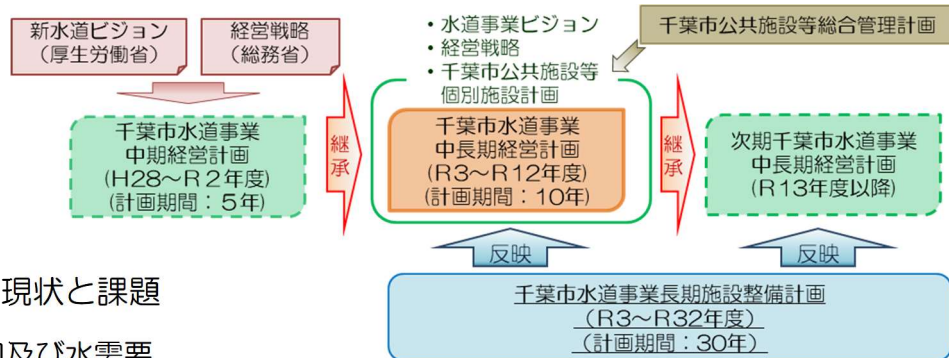 新水道ビジョン
(厚生労働省)
経営戦略
(総務省)
・水道事業ビジョン
・経営戦略
・千葉市公共施設等
個別施設計画
千葉市公共施設等総合管理計画
千葉市水道事業
中期経営計画
(H28～R2年度)
(計画期間：5年)
継承
千葉市水道事業
中長期経営計画
(R3～R12年度)
(計画期間：10年)
継承
次期千葉市水道事業
中長期経営計画
(R13年度以降)
反映
反映
千葉市水道事業長期施設整備計画
(R3～R32年度)
(計画期間：30年)
現状と課題
及び水需要